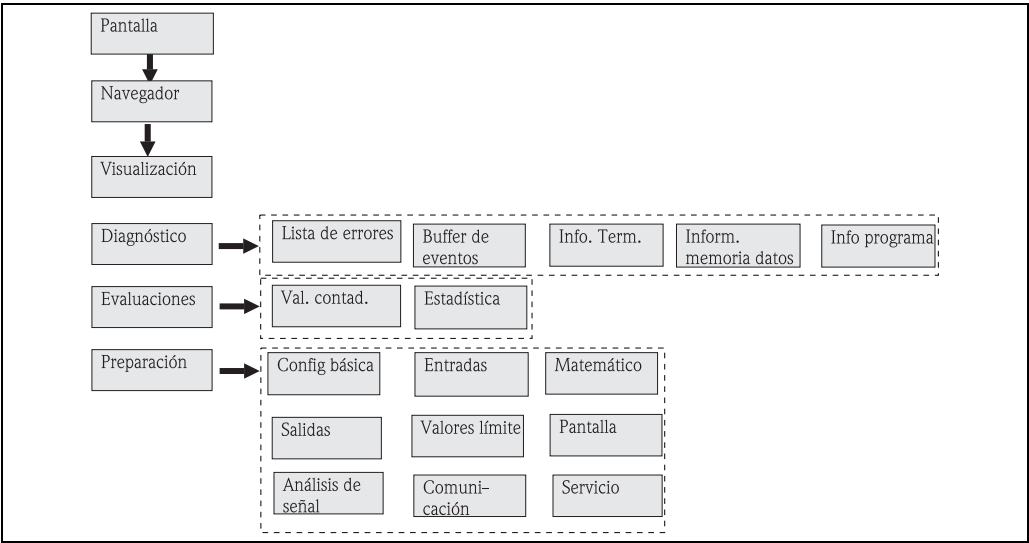 Pantalla
Navegador
Visualización
Diagnóstico
Lista de errores
Buffer de
eventos
Info. Term.
Inform.
memoria datos
Info programa
Evaluaciones
Val. contad.
Estadística
Preparación
Config básica
Entradas
Matemático
Salidas
Valores límite
Pantalla
Análisis de
señal
Comuni-
cación
Servicio